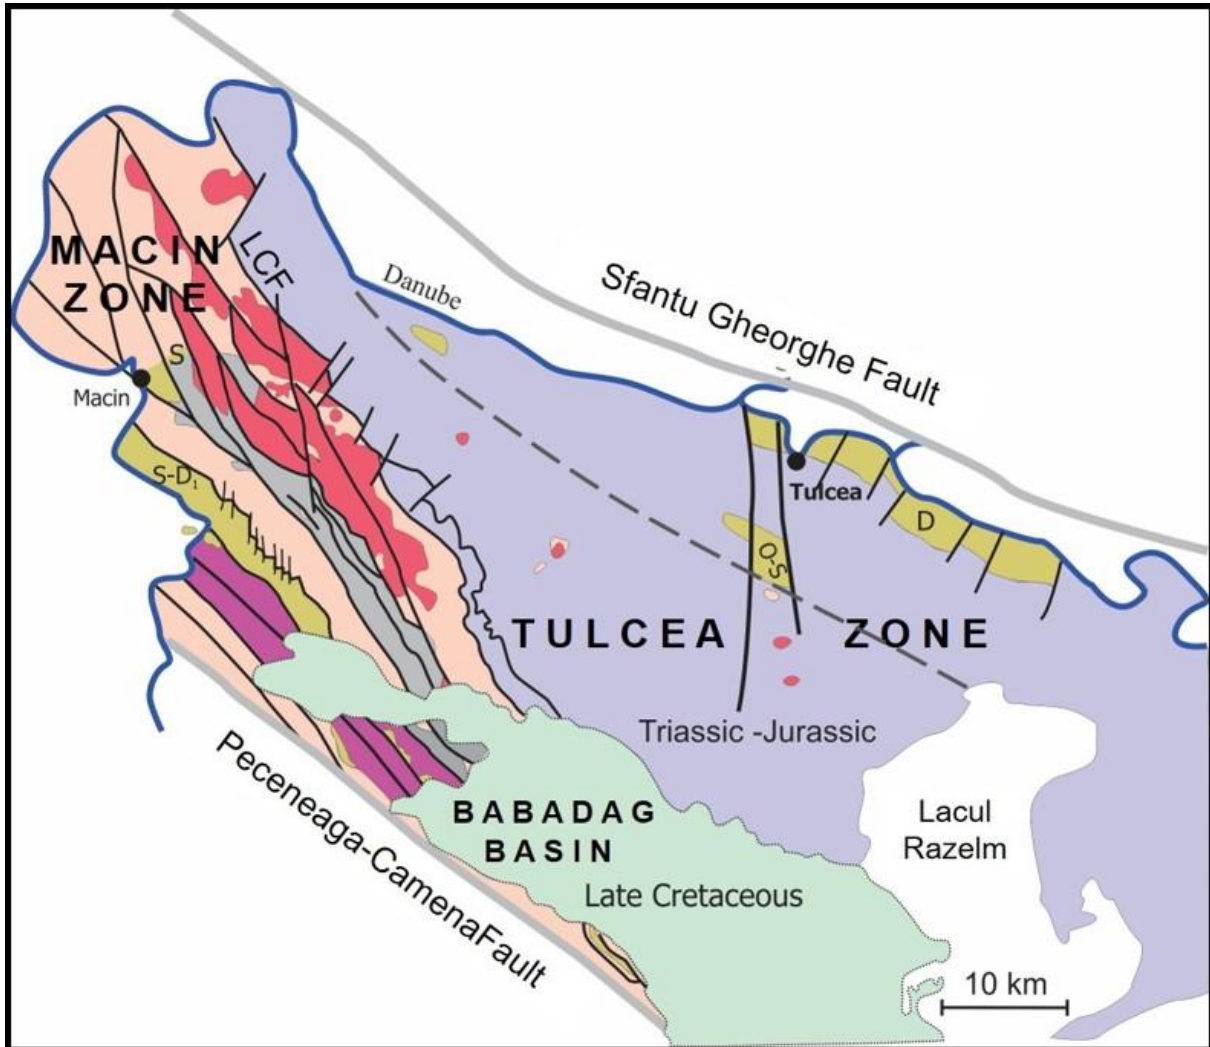 MACIN
ZONE
LCF
Danube
Sfantu Gheorghe Fault
S
Macin
S-D₁
Tulcea
D
O-S
TULCEA ZONE
Triassic -Jurassic
Peceneaga-CamenaFault
BABADAG
BASIN
Late Cretaceous
Lacul
Razelm
10 km